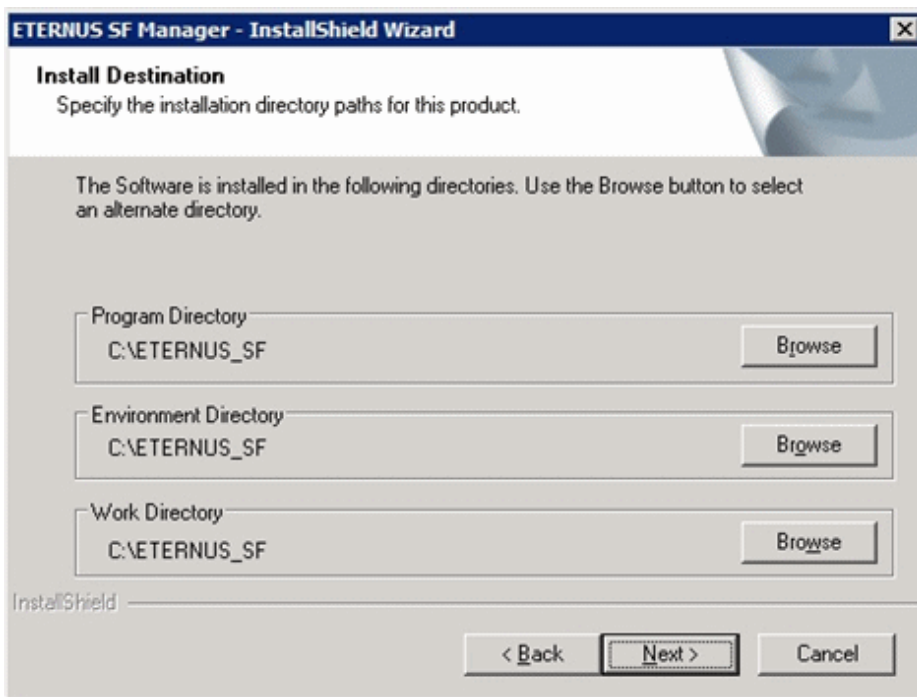 ETERNUS SF Manager - InstallShield Wizard
Install Destination
Specify the installation directory paths for this product.
The Software is installed in the following directories. Use the Browse button to select
an alternate directory.
Program Directory
C:\ETERNUS_SF
Browse
Environment Directory
C:\ETERNUS_SF
Browse
Work Directory
C:\ETERNUS_SF
Browse
InstallShield
< Back
Next >
Cancel